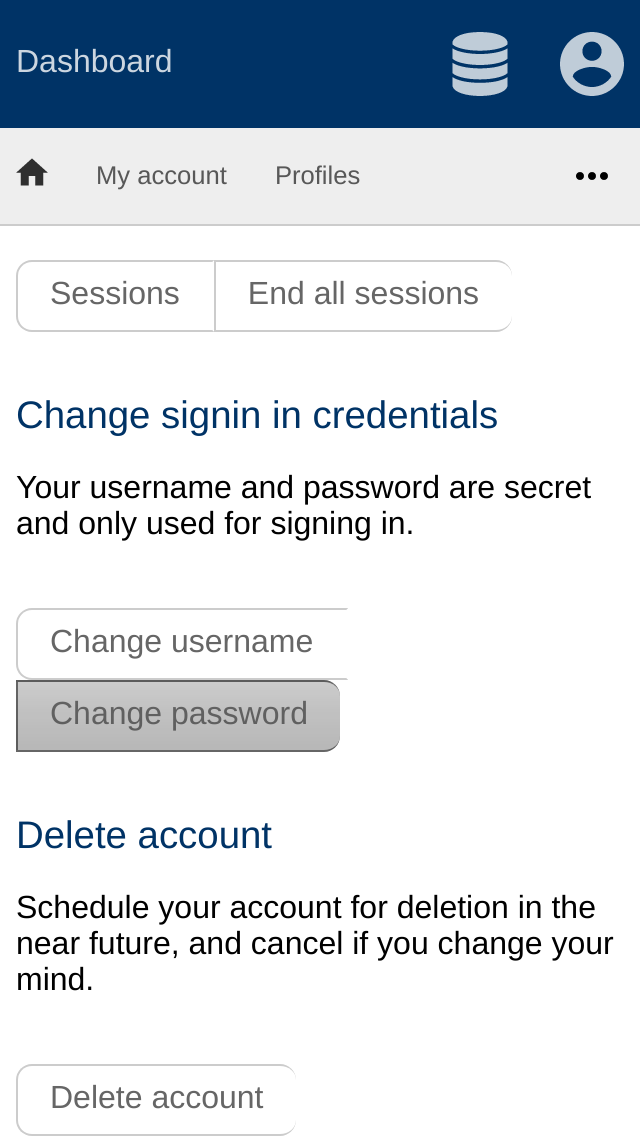 Dashboard
My account Profiles
Sessions End all sessions
Change signin in credentials
Your username and password are secret
and only used for signing in.
Change username
Change password
Delete account
Schedule your account for deletion in the
near future, and cancel if you change your
mind.
Delete account